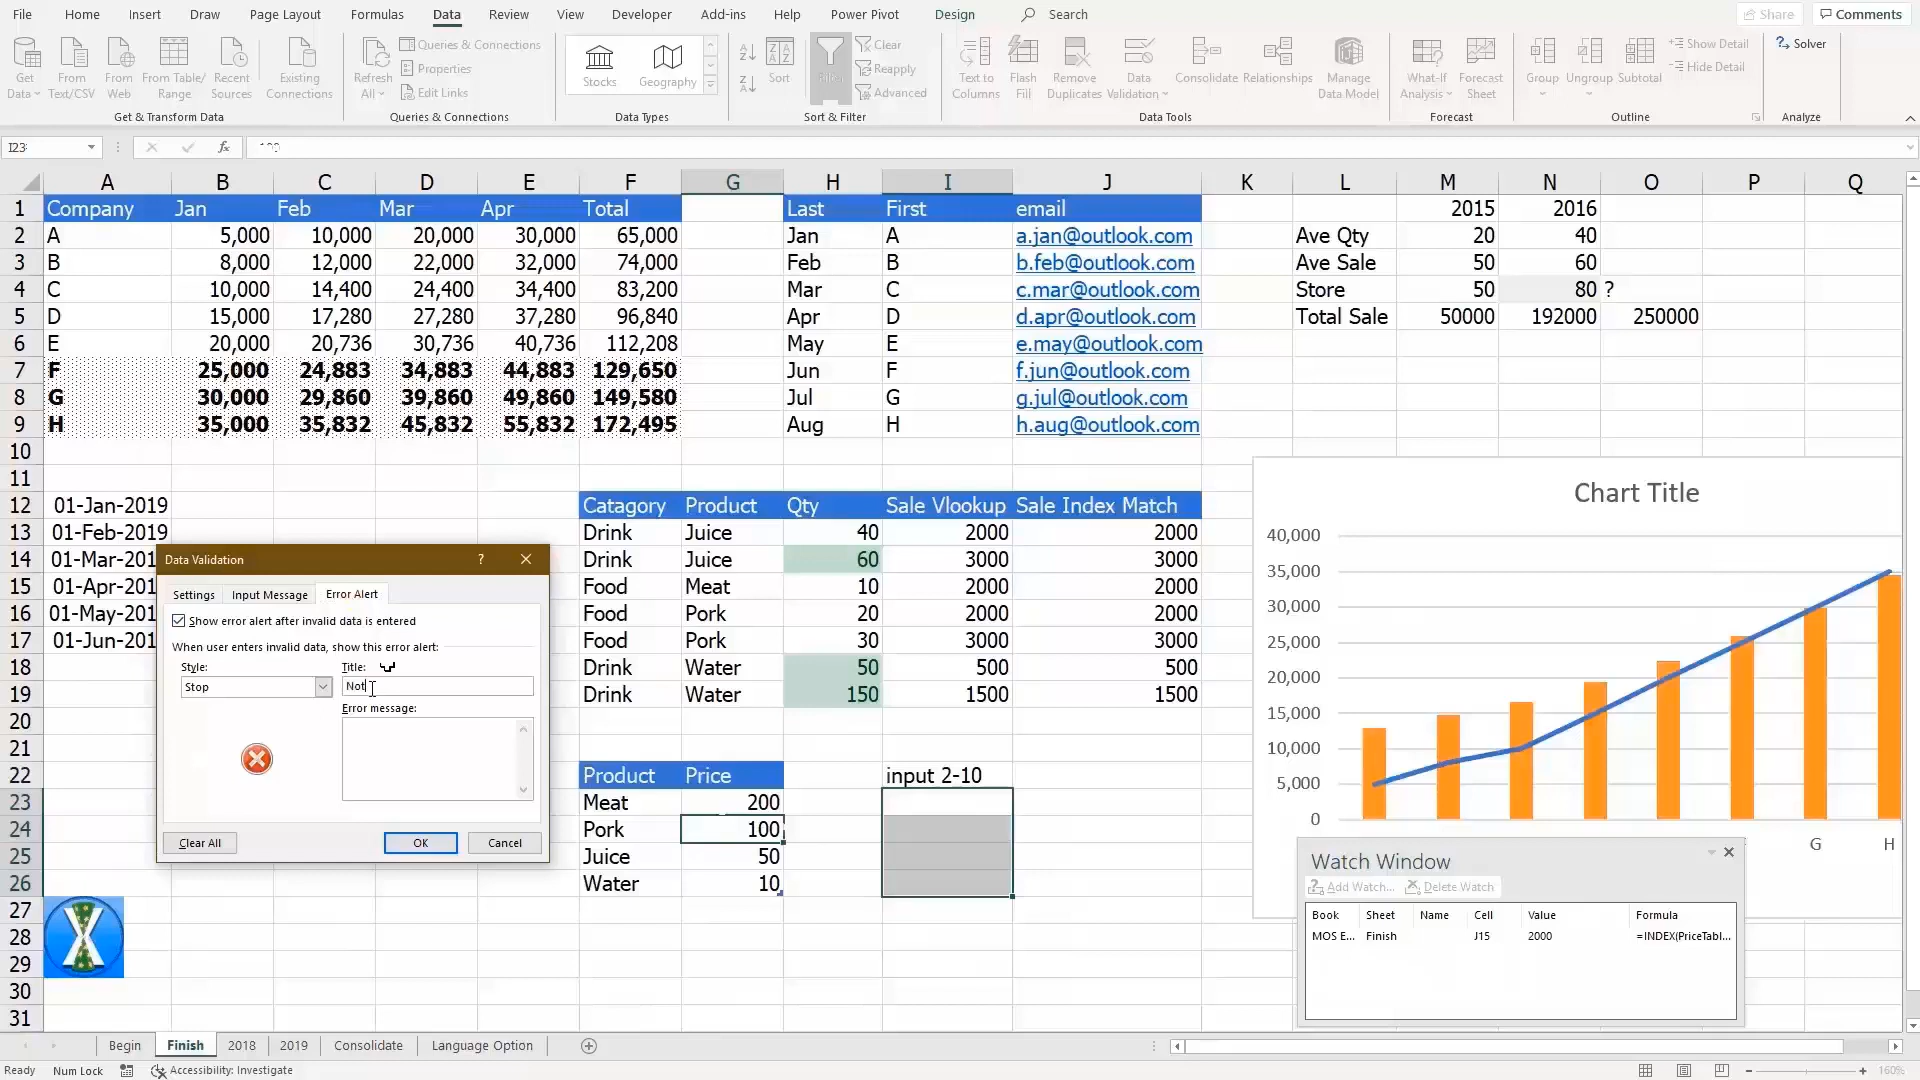 File Home Insert Draw Page Layout Formulas Data Review View Developer Add-ins Help Power Pivot Design Search Share Comments
Get Data From Text/CSV From Web From Table/ Range Recent Sources Existing Connections
Get & Transform Data
Refresh All Queries & Connections Properties Edit Links
Queries & Connections
Stocks Geography
Data Types
Sort Filter Clear Reapply Advanced
Sort & Filter
Text to Columns Flash Fill Remove Duplicates Data Validation Consolidate Relationships Manage Data Model
Data Tools
What-If Analysis Forecast Sheet
Forecast
Group Ungroup Subtotal Show Detail Hide Detail
Outline
Solver
Analyze
fx
A B C D E F G H I J K L M N O P Q
1 Company Jan Feb Mar Apr Total Last First email 2015 2016
2 A 5,000 10,000 20,000 30,000 65,000 Jan A a.jan@outlook.com Ave Qty 20 40
3 B 8,000 12,000 22,000 32,000 74,000 Feb B b.feb@outlook.com Ave Sale 50 60
4 C 10,000 14,400 24,400 34,400 83,200 Mar C c.mar@outlook.com Store 50 80 ?
5 D 15,000 17,280 27,280 37,280 96,840 Apr D d.apr@outlook.com Total Sale 50000 192000 250000
6 E 20,000 20,736 30,736 40,736 112,208 May E e.may@outlook.com
7 F 25,000 24,883 34,883 44,883 129,650 Jun F f.jun@outlook.com
8 G 30,000 29,860 39,860 49,860 149,580 Jul G g.jul@outlook.com
9 H 35,000 35,832 45,832 55,832 172,495 Aug H h.aug@outlook.com
10
11
12 01-Jan-2019 Catagory Product Qty Sale Vlookup Sale Index Match
13 01-Feb-2019 Drink Juice 40 2000 2000
14 01-Mar-201 Drink Juice 60 3000 3000
15 01-Apr-201 Food Meat 10 2000 2000
16 01-May-201 Food Pork 20 2000 2000
17 01-Jun-201 Food Pork 30 3000 3000
18 Drink Water 50 500 500
19 Drink Water 150 1500 1500
20
21
22 Product Price input 2-10
23 Meat 200
24 Pork 100
25 Juice 50
26 Water 10
27
28
29
30
31
Data Validation ?
Settings Input Message Error Alert
Show error alert after invalid data is entered
When user enters invalid data, show this error alert:
Style: Title:
Stop Not
Error message:
Clear All OK Cancel
Chart Title
40,000
35,000
30,000
25,000
20,000
15,000
10,000
5,000
0
G H
Watch Window
Add Watch... Delete Watch
Book Sheet Name Cell Value Formula
MOS E... Finish J15 2000 =INDEX(PriceTabl...
Begin Finish 2018 2019 Consolidate Language Option
Ready Num Lock Accessibility: Investigate 160%